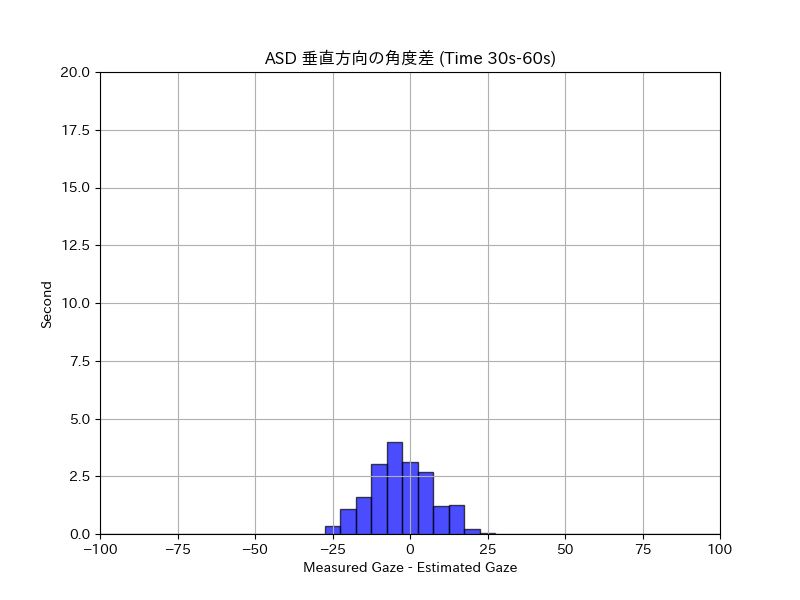 ASD 垂直方向の角度差 (Time 30s-60s)
20.0
17.5
15.0
12.5
10.0
7.5
5.0
2.5
0.0
Second
−100 −75 −50 −25 0 25 50 75 100
Measured Gaze - Estimated Gaze